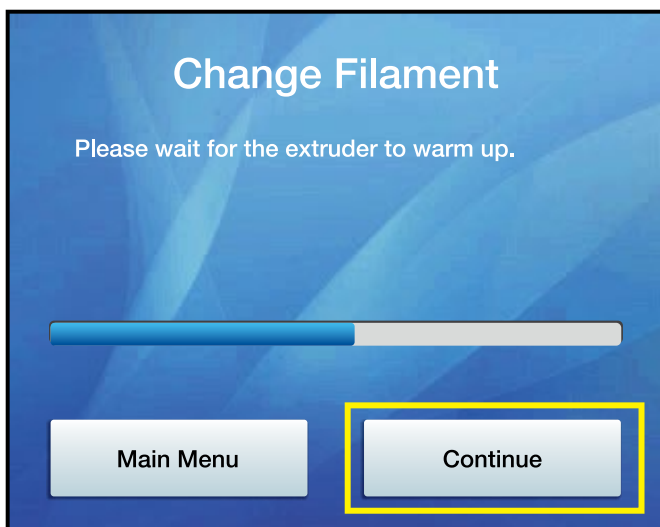 Change Filament
Please wait for the extruder to warm up.
Main Menu
Continue